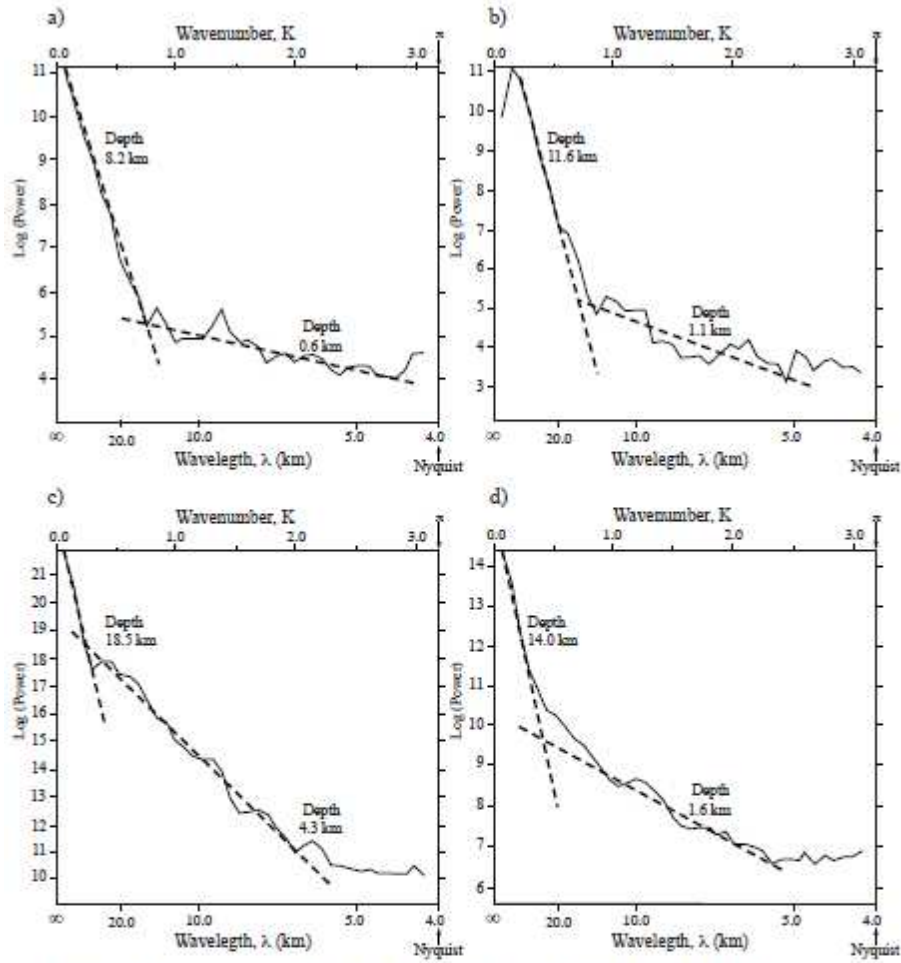 a)
Wavenumber, K
0.0 1.0 2.0 3.0 π
11
10
9
8
7
6
5
4
Log (Power)
Depth
8.2 km
Depth
0.6 km
∞ 20.0 10.0 5.0 4.0
Wavelegth, λ (km)
Nyquist
b)
Wavenumber, K
0.0 1.0 2.0 3.0 π
11
10
9
8
7
6
5
4
3
Log (Power)
Depth
11.6 km
Depth
1.1 km
∞ 20.0 10.0 5.0 4.0
Wavelegth, λ (km)
Nyquist
c)
Wavenumber, K
0.0 1.0 2.0 3.0 π
21
20
19
18
17
16
15
14
13
12
11
10
Log (Power)
Depth
18.5 km
Depth
4.3 km
∞ 20.0 10.0 5.0 4.0
Wavelegth, λ (km)
Nyquist
d)
Wavenumber, K
0.0 1.0 2.0 3.0 π
14
13
12
11
10
9
8
7
6
Log (Power)
Depth
14.0 km
Depth
1.6 km
∞ 20.0 10.0 5.0 4.0
Wavelegth, λ (km)
Nyquist